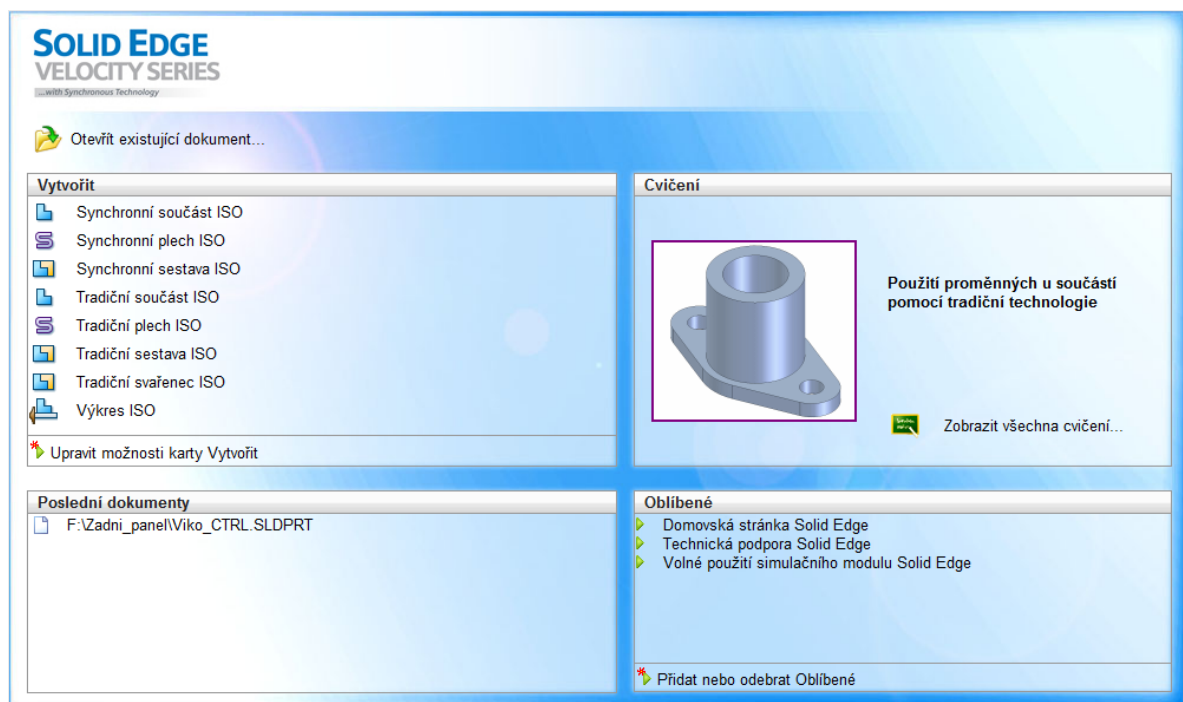 SOLID EDGE
VELOCITY SERIES
...with Synchronous Technology
Otevřít existující dokument...
Vytvořit
Synchronní součást ISO
Synchronní plech ISO
Synchronní sestava ISO
Tradiční součást ISO
Tradiční plech ISO
Tradiční sestava ISO
Tradiční svařenec ISO
Výkres ISO
Upravit možnosti karty Vytvořit
Cvičení
Použití proměnných u součástí
pomocí tradiční technologie
Zobrazit všechna cvičení...
Poslední dokumenty
F:\Zadni_panel\Viko_CTRL.SLDPRT
Oblíbené
Domovská stránka Solid Edge
Technická podpora Solid Edge
Volné použití simulačního modulu Solid Edge
Přidat nebo odebrat Oblíbené